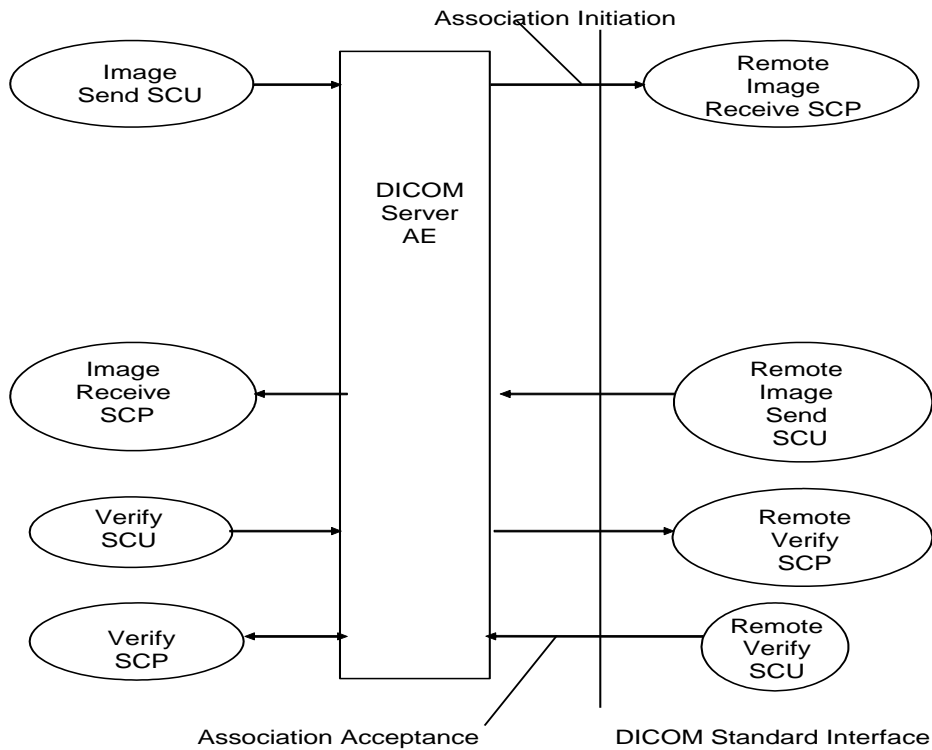 Association Initiation
Image
Send SCU
Remote
Image
Receive SCP
DICOM
Server
AE
Image
Receive
SCP
Remote
Image
Send
SCU
Verify
SCU
Remote
Verify
SCP
Verify
SCP
Remote
Verify
SCU
Association Acceptance
DICOM Standard Interface